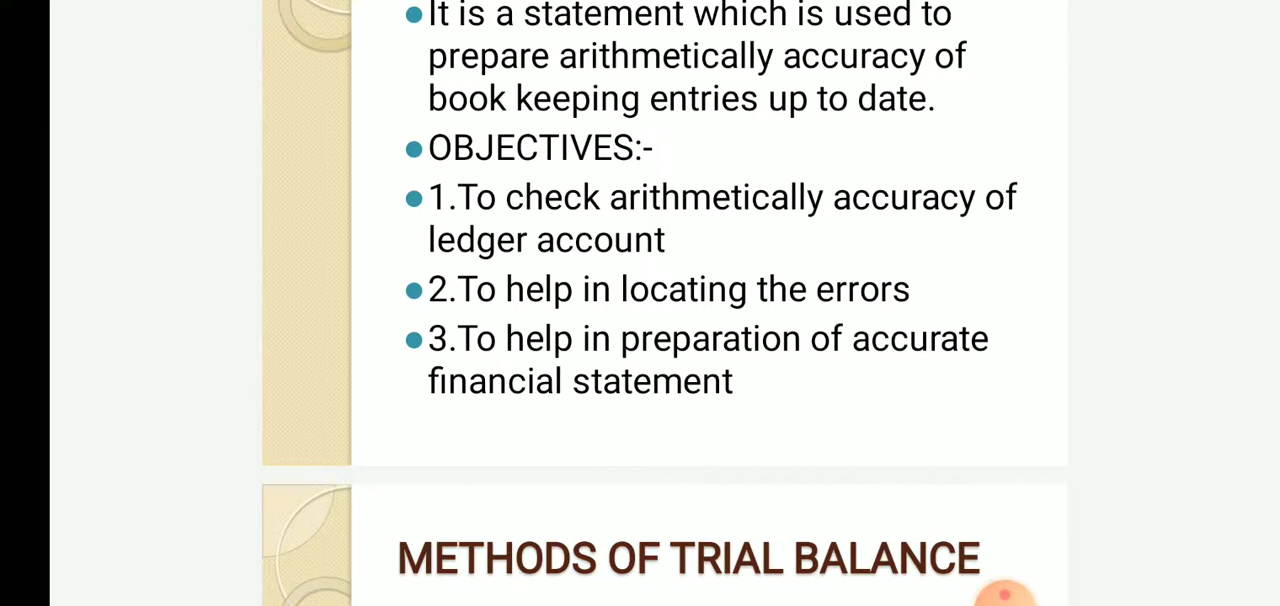 It is a statement which is used to
prepare arithmetically accuracy of
book keeping entries up to date.
OBJECTIVES:-
1.To check arithmetically accuracy of
ledger account
2.To help in locating the errors
3.To help in preparation of accurate
financial statement
METHODS OF TRIAL BALANCE